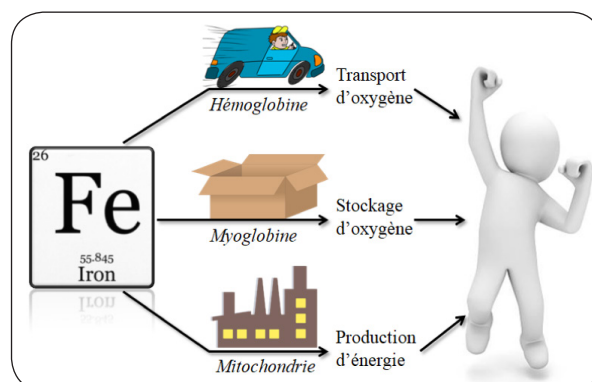 26
Fe
55.845
Iron
Hémoglobine
Transport
d’oxygène
Myoglobine
Stockage
d’oxygène
Mitochondrie
Production
d’énergie